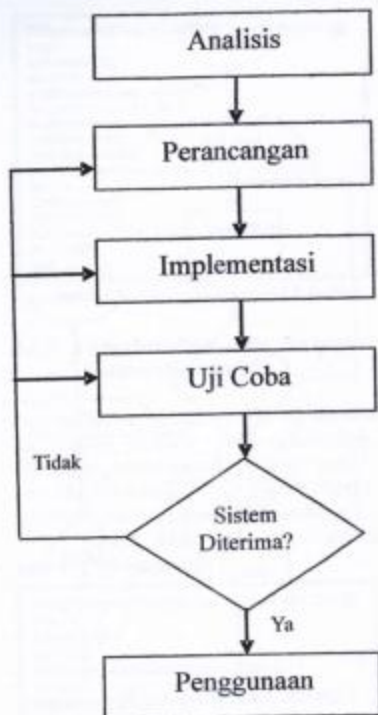 Analisis
Perancangan
Implementasi
Uji Coba
Tidak
Sistem
Diterima?
Ya
Penggunaan